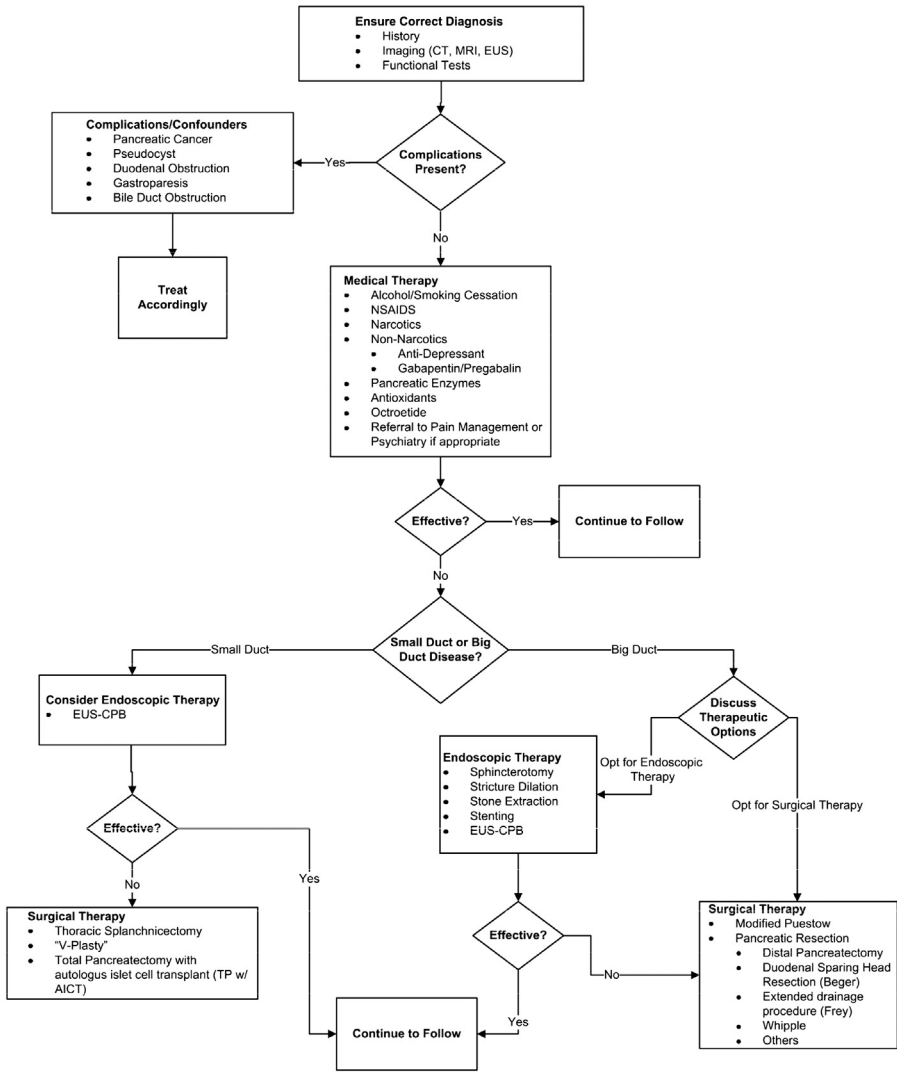 Ensure Correct Diagnosis
• History
• Imaging (CT, MRI, EUS)
• Functional Tests
Complications/Confounders
• Pancreatic Cancer
• Pseudocyst
• Duodenal Obstruction
• Gastroparesis
• Bile Duct Obstruction
Yes
Complications
Present?
No
Treat
Accordingly
Medical Therapy
• Alcohol/Smoking Cessation
• NSAIDS
• Narcotics
• Non-Narcotics
• Anti-Depressant
• Gabapentin/Pregabalin
• Pancreatic Enzymes
• Antioxidants
• Octroetide
• Referral to Pain Management or
Psychiatry if appropriate
Effective?
Yes
Continue to Follow
No
Small Duct or Big
Duct Disease?
Small Duct
Big Duct
Consider Endoscopic Therapy
• EUS-CPB
Discuss
Therapeutic
Options
Opt for Endoscopic
Therapy
Opt for Surgical Therapy
Endoscopic Therapy
• Sphincterotomy
• Stricture Dilation
• Stone Extraction
• Stenting
• EUS-CPB
Effective?
No
Yes
Surgical Therapy
• Thoracic Splanchnicectomy
• “V-Plasty”
• Total Pancreatectomy with
autologus islet cell transplant (TP w/
AICT)
Effective?
No
Yes
Continue to Follow
Surgical Therapy
• Modified Puestow
• Pancreatic Resection
• Distal Pancreatectomy
• Duodenal Sparing Head
Resection (Beger)
• Extended drainage
procedure (Frey)
• Whipple
• Others